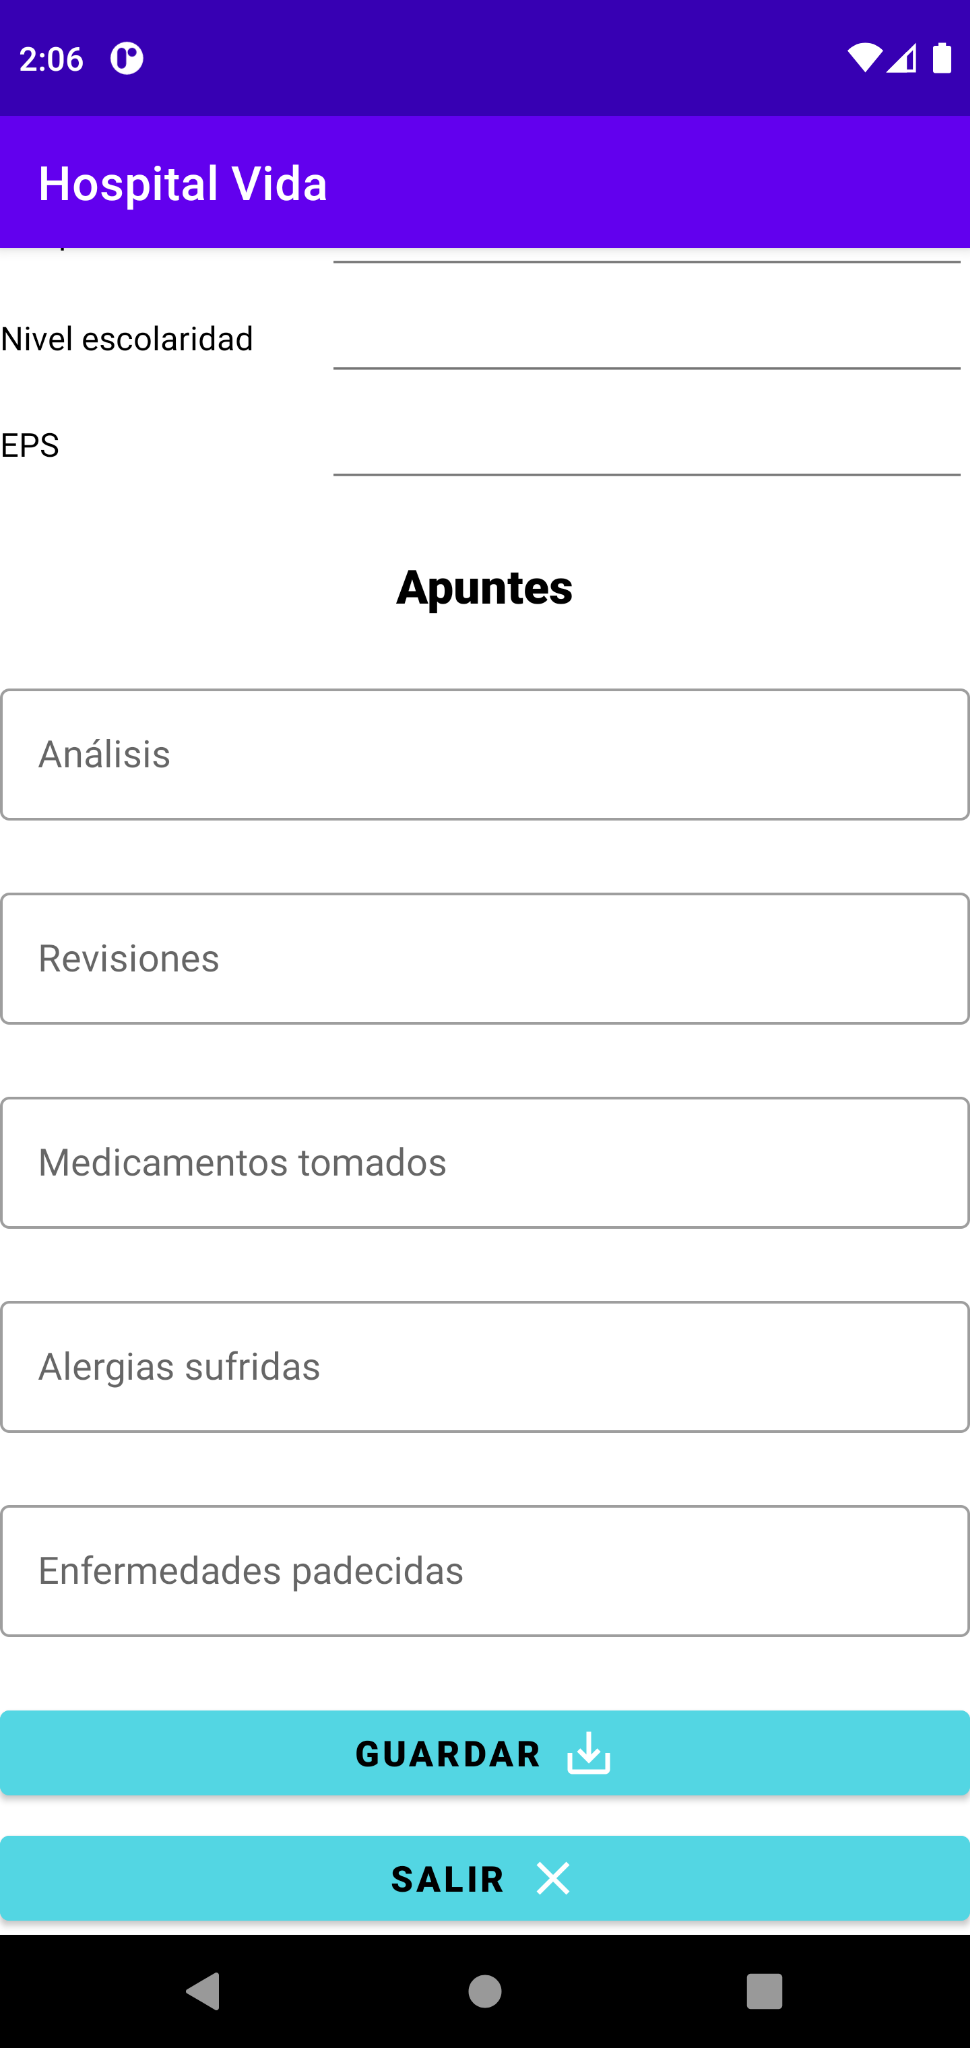 2:06
Hospital Vida
Nivel escolaridad
EPS
Apuntes
Análisis
Revisiones
Medicamentos tomados
Alergias sufridas
Enfermedades padecidas
GUARDAR
SALIR